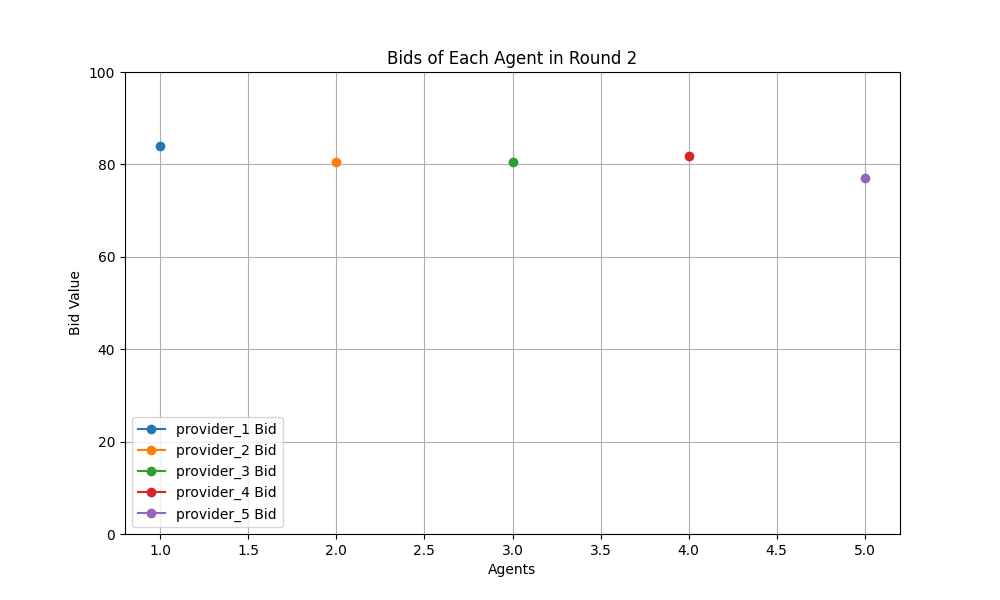 Bids of Each Agent in Round 2
100
80
60
40
20
0
Bid Value
provider_1 Bid
provider_2 Bid
provider_3 Bid
provider_4 Bid
provider_5 Bid
1.0 1.5 2.0 2.5 3.0 3.5 4.0 4.5 5.0
Agents